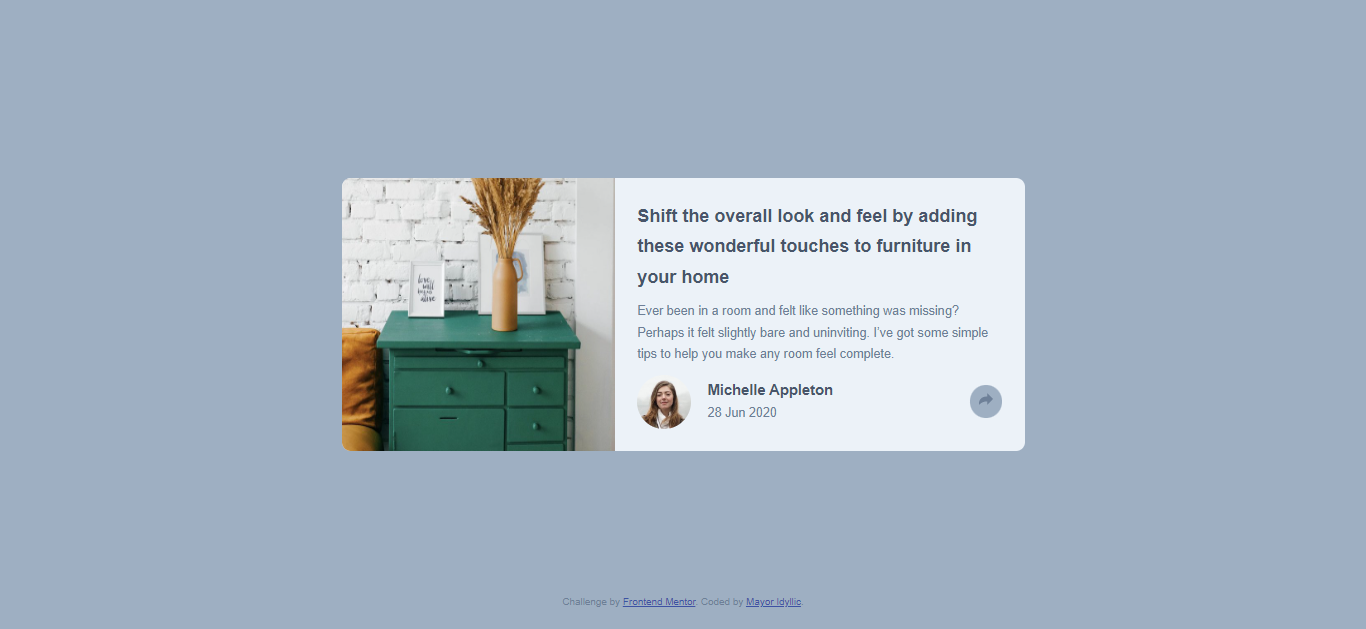 Shift the overall look and feel by adding
these wonderful touches to furniture in
your home
Ever been in a room and felt like something was missing?
Perhaps it felt slightly bare and uninviting. I've got some simple
tips to help you make any room feel complete.
Michelle Appleton
28 Jun 2020
Challenge by Frontend Mentor. Coded by Mayor Idyllic.